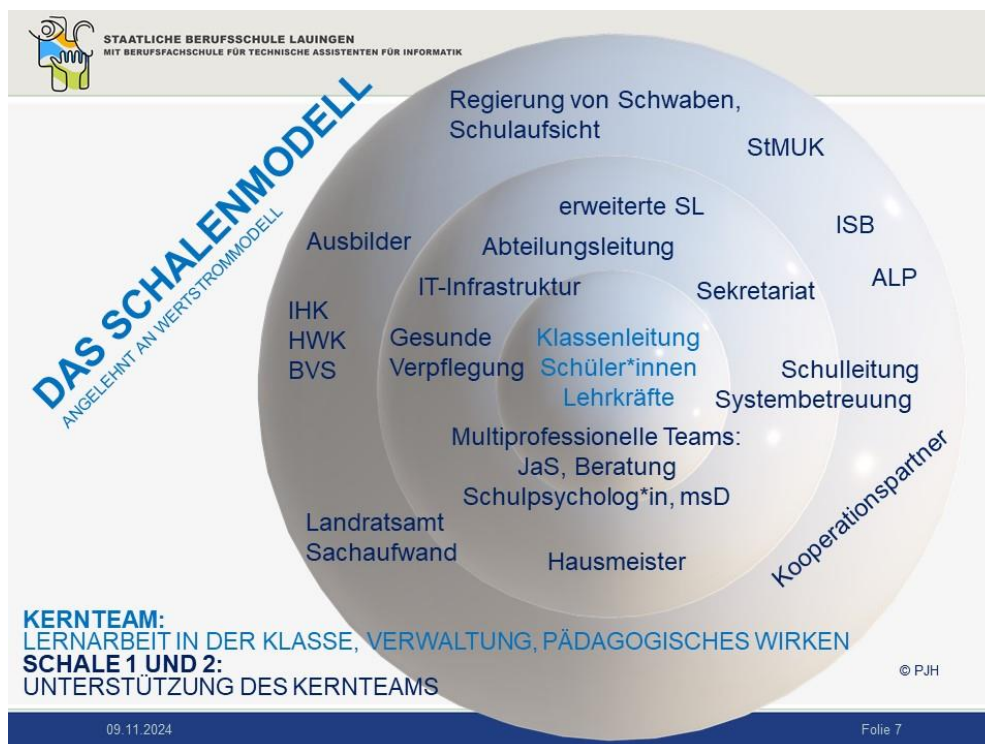 STAATLICHE BERUFSSCHULE LAUINGEN
MIT BERUFSFACHSCHULE FÜR TECHNISCHE ASSISTENTEN FÜR INFORMATIK
DAS SCHALENMODELL
ANGELEHNT AN WERTSTROMMODELL
Regierung von Schwaben,
Schulaufsicht
StMUK
erweiterte SL
ISB
Ausbilder
Abteilungsleitung
ALP
IT-Infrastruktur
Sekretariat
IHK
HWK
BVS
Gesunde
Verpflegung
Klassenleitung
Schüler*innen
Lehrkräfte
Schulleitung
Systembetreuung
Multiprofessionelle Teams:
JaS, Beratung
Schulpsycholog*in, msD
Kooperationspartner
Landratsamt
Sachaufwand
Hausmeister
KERNTEAM:
LERNARBEIT IN DER KLASSE, VERWALTUNG, PÄDAGOGISCHES WIRKEN
SCHALE 1 UND 2:
UNTERSTÜTZUNG DES KERNTEAMS
© PJH
09.11.2024
Folie 7